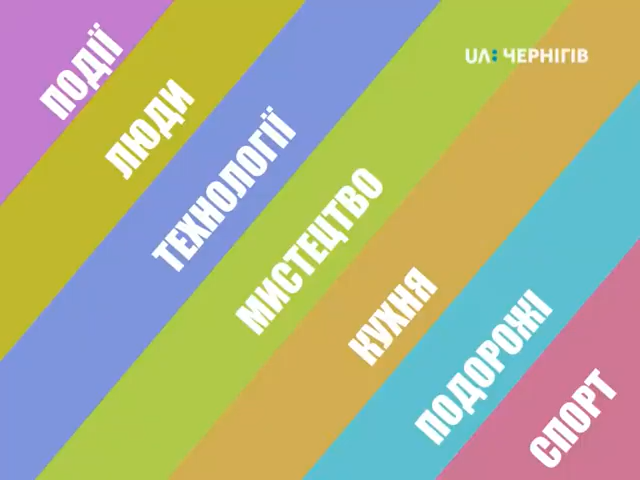 UA: ЧЕРНІГІВ
ПОДІЇ
ЛЮДИ
ТЕХНОЛОГІЇ
МИСТЕЦТВО
КУХНЯ
ПОДОРОЖІ
СПОРТ